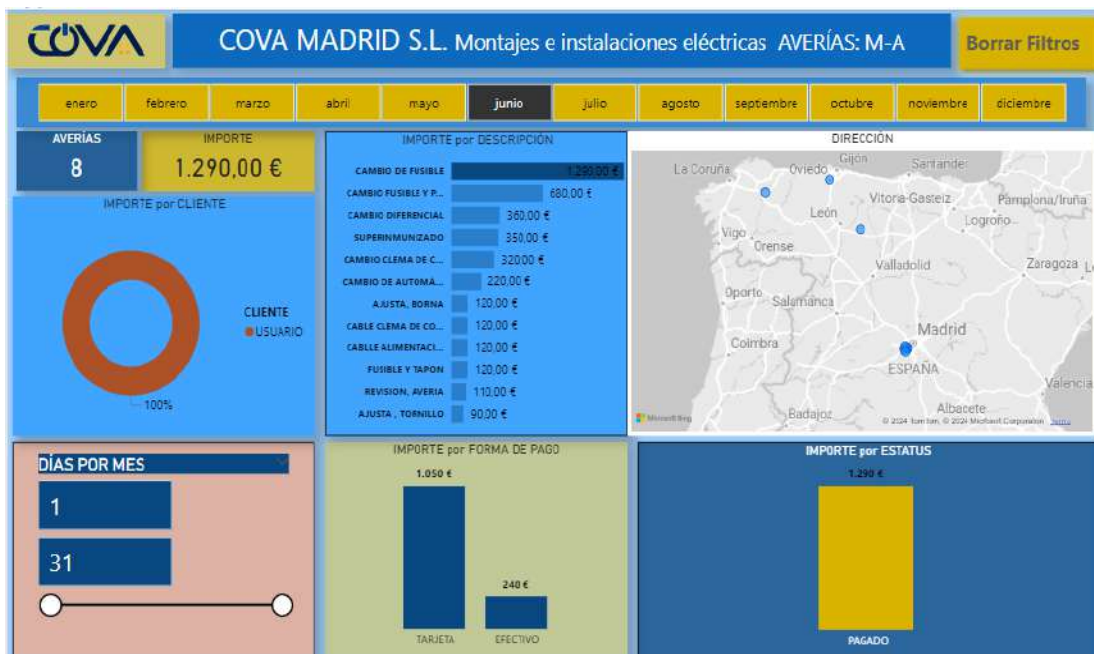 COVA
COVA MADRID S.L. Montajes e instalaciones eléctricas AVERÍAS: M-A
Borrar Filtros
enero febrero marzo abril mayo junio julio agosto septiembre octubre noviembre diciembre
AVERÍAS
8
IMPORTE
1.290,00 €
IMPORTE por CLIENTE
CLIENTE
USUARIO
100%
IMPORTE por DESCRIPCIÓN
CAMBIO DE FUSIBLE 1.290,00 €
CAMBIO FUSIBLE Y P... 680,00 €
CAMBIO DIFERENCIAL 360,00 €
SUPERINMUNIZADO 350,00 €
CAMBIO CLEMA DE C... 320,00 €
CAMBIO DE AUTOMÁ... 220,00 €
AJUSTA, BORNA 120,00 €
CABLE CLEMA DE CO... 120,00 €
CABLLE ALIMENTACI... 120,00 €
FUSIBLE Y TAPON 120,00 €
REVISION, AVERIA 110,00 €
AJUSTA , TORNILLO 90,00 €
DIRECCIÓN
La Coruña
Oviedo
Gijón
Santander
Vitoria-Gasteiz
Pamplona/Iruña
León
Logroño
Vigo
Orense
Valladolid
Zaragoza
Oporto
Salamanca
Coimbra
Madrid
ESPAÑA
Valencia
Badajoz
Albacete
Microsoft Bing
© 2024 TomTom, © 2024 Microsoft Corporation Terms
DÍAS POR MES
1
31
IMPORTE por FORMA DE PAGO
1.050 €
240 €
TARJETA EFECTIVO
IMPORTE por ESTATUS
1.290 €
PAGADO